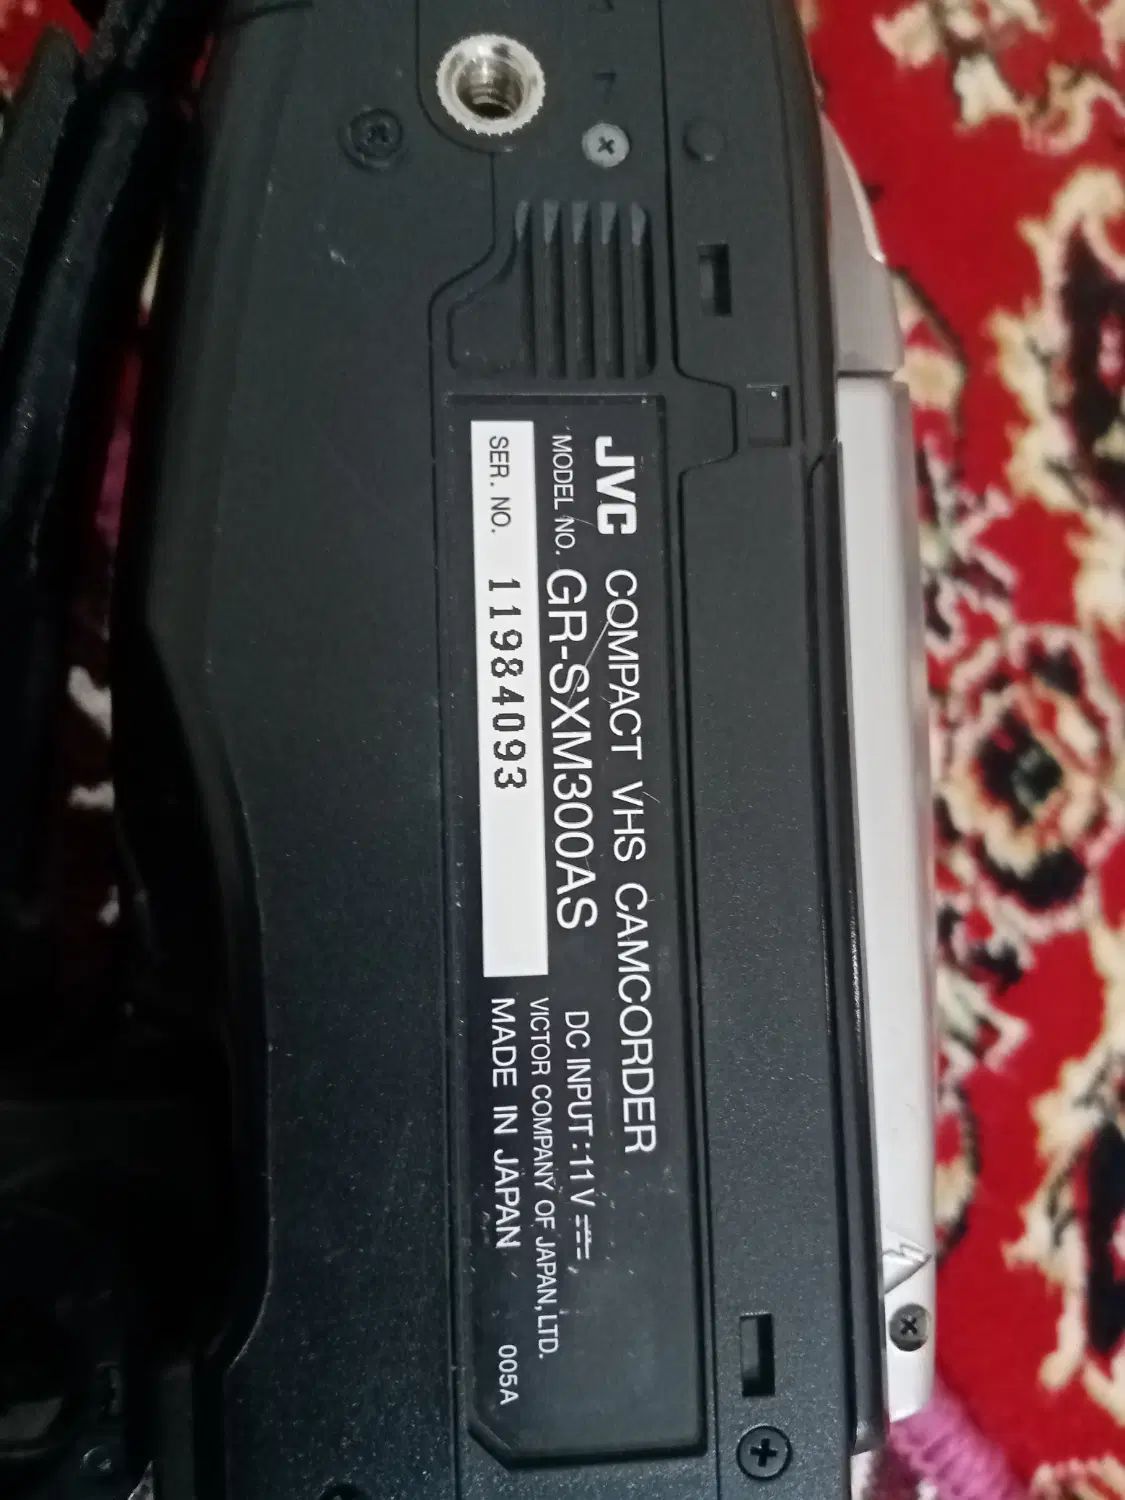 JVC COMPACT VHS CAMCORDER
MODEL NO. GR-SXM300AS DC INPUT : 11 V ⎓
SER. NO. 11984093
VICTOR COMPANY OF JAPAN, LTD.
MADE IN JAPAN 005A